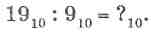 19₁₀ : 9₁₀ = ?₁₀.